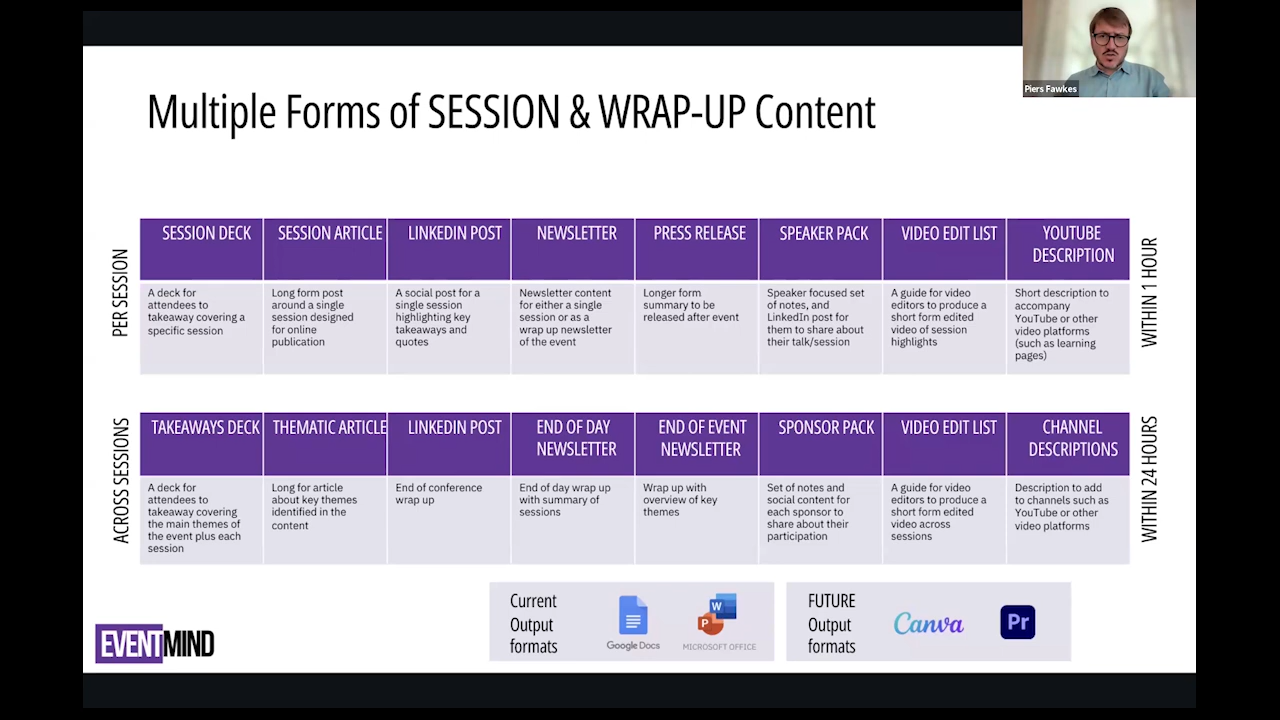 Piers Fawkes
Multiple Forms of SESSION & WRAP-UP Content
PER SESSION
SESSION DECK
A deck for
attendees to
takeaway covering a
specific session
SESSION ARTICLE
Long form post
around a single
session designed
for online
publication
LINKEDIN POST
A social post for a
single session
highlighting key
takeaways and
quotes
NEWSLETTER
Newsletter content
for either a single
session or as a
wrap up newsletter
of the event
PRESS RELEASE
Longer form
summary to be
released after event
SPEAKER PACK
Speaker focused set
of notes, and
LinkedIn post for
them to share about
their talk/session
VIDEO EDIT LIST
A guide for video
editors to produce a
short form edited
video of session
highlights
YOUTUBE
DESCRIPTION
Short description to
accompany
YouTube or other
video platforms
(such as learning
pages)
WITHIN 1 HOUR
ACROSS SESSIONS
TAKEAWAYS DECK
A deck for
attendees to
takeaway covering
the main themes of
the event plus each
session
THEMATIC ARTICLE
Long for article
about key themes
identified in the
content
LINKEDIN POST
End of conference
wrap up
END OF DAY
NEWSLETTER
End of day wrap up
with summary of
sessions
END OF EVENT
NEWSLETTER
Wrap up with
overview of key
themes
SPONSOR PACK
Set of notes and
social content for
each sponsor to
share about their
participation
VIDEO EDIT LIST
A guide for video
editors to produce a
short form edited
video across
sessions
CHANNEL
DESCRIPTIONS
Description to add
to channels such as
YouTube or other
video platforms
WITHIN 24 HOURS
EVENTMIND
Current
Output
formats
Google Docs
W
P
MICROSOFT OFFICE
FUTURE
Output
formats
Canva
Pr